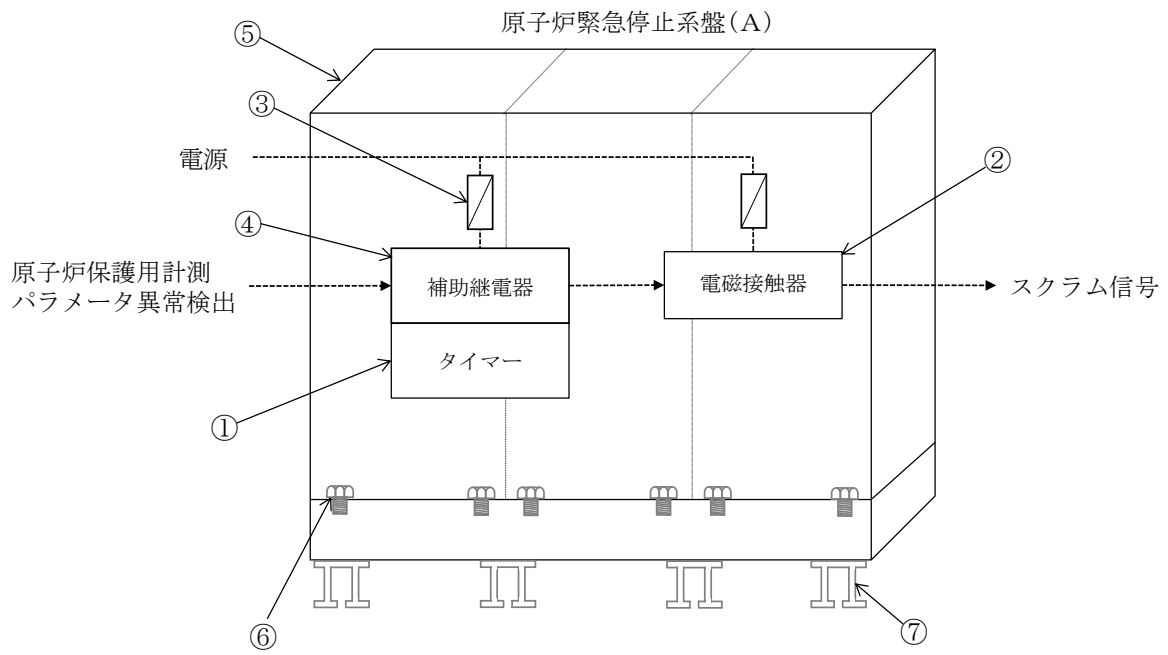 原子炉緊急停止系盤(A)
⑤
③
電源
②
④
原子炉保護用計測
パラメータ異常検出
補助継電器
電磁接触器
スクラム信号
タイマー
①
⑥
⑦